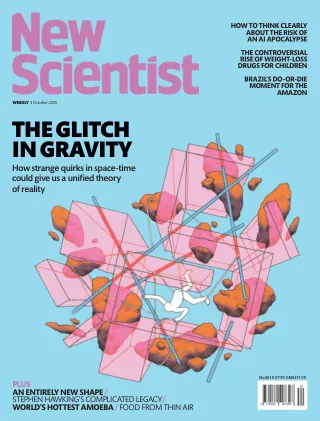 New
Scientist
WEEKLY 3 October 2026
HOW TO THINK CLEARLY
ABOUT THE RISK OF
AN AI APOCALYPSE
THE CONTROVERSIAL
RISE OF WEIGHT-LOSS
DRUGS FOR CHILDREN
BRAZIL'S DO-OR-DIE
MOMENT FOR THE
AMAZON
THE GLITCH
IN GRAVITY
How strange quirks in space-time
could give us a unified theory
of reality
PLUS
AN ENTIRELY NEW SHAPE /
STEPHEN HAWKING'S COMPLICATED LEGACY /
WORLD'S HOTTEST AMOEBA / FOOD FROM THIN AIR